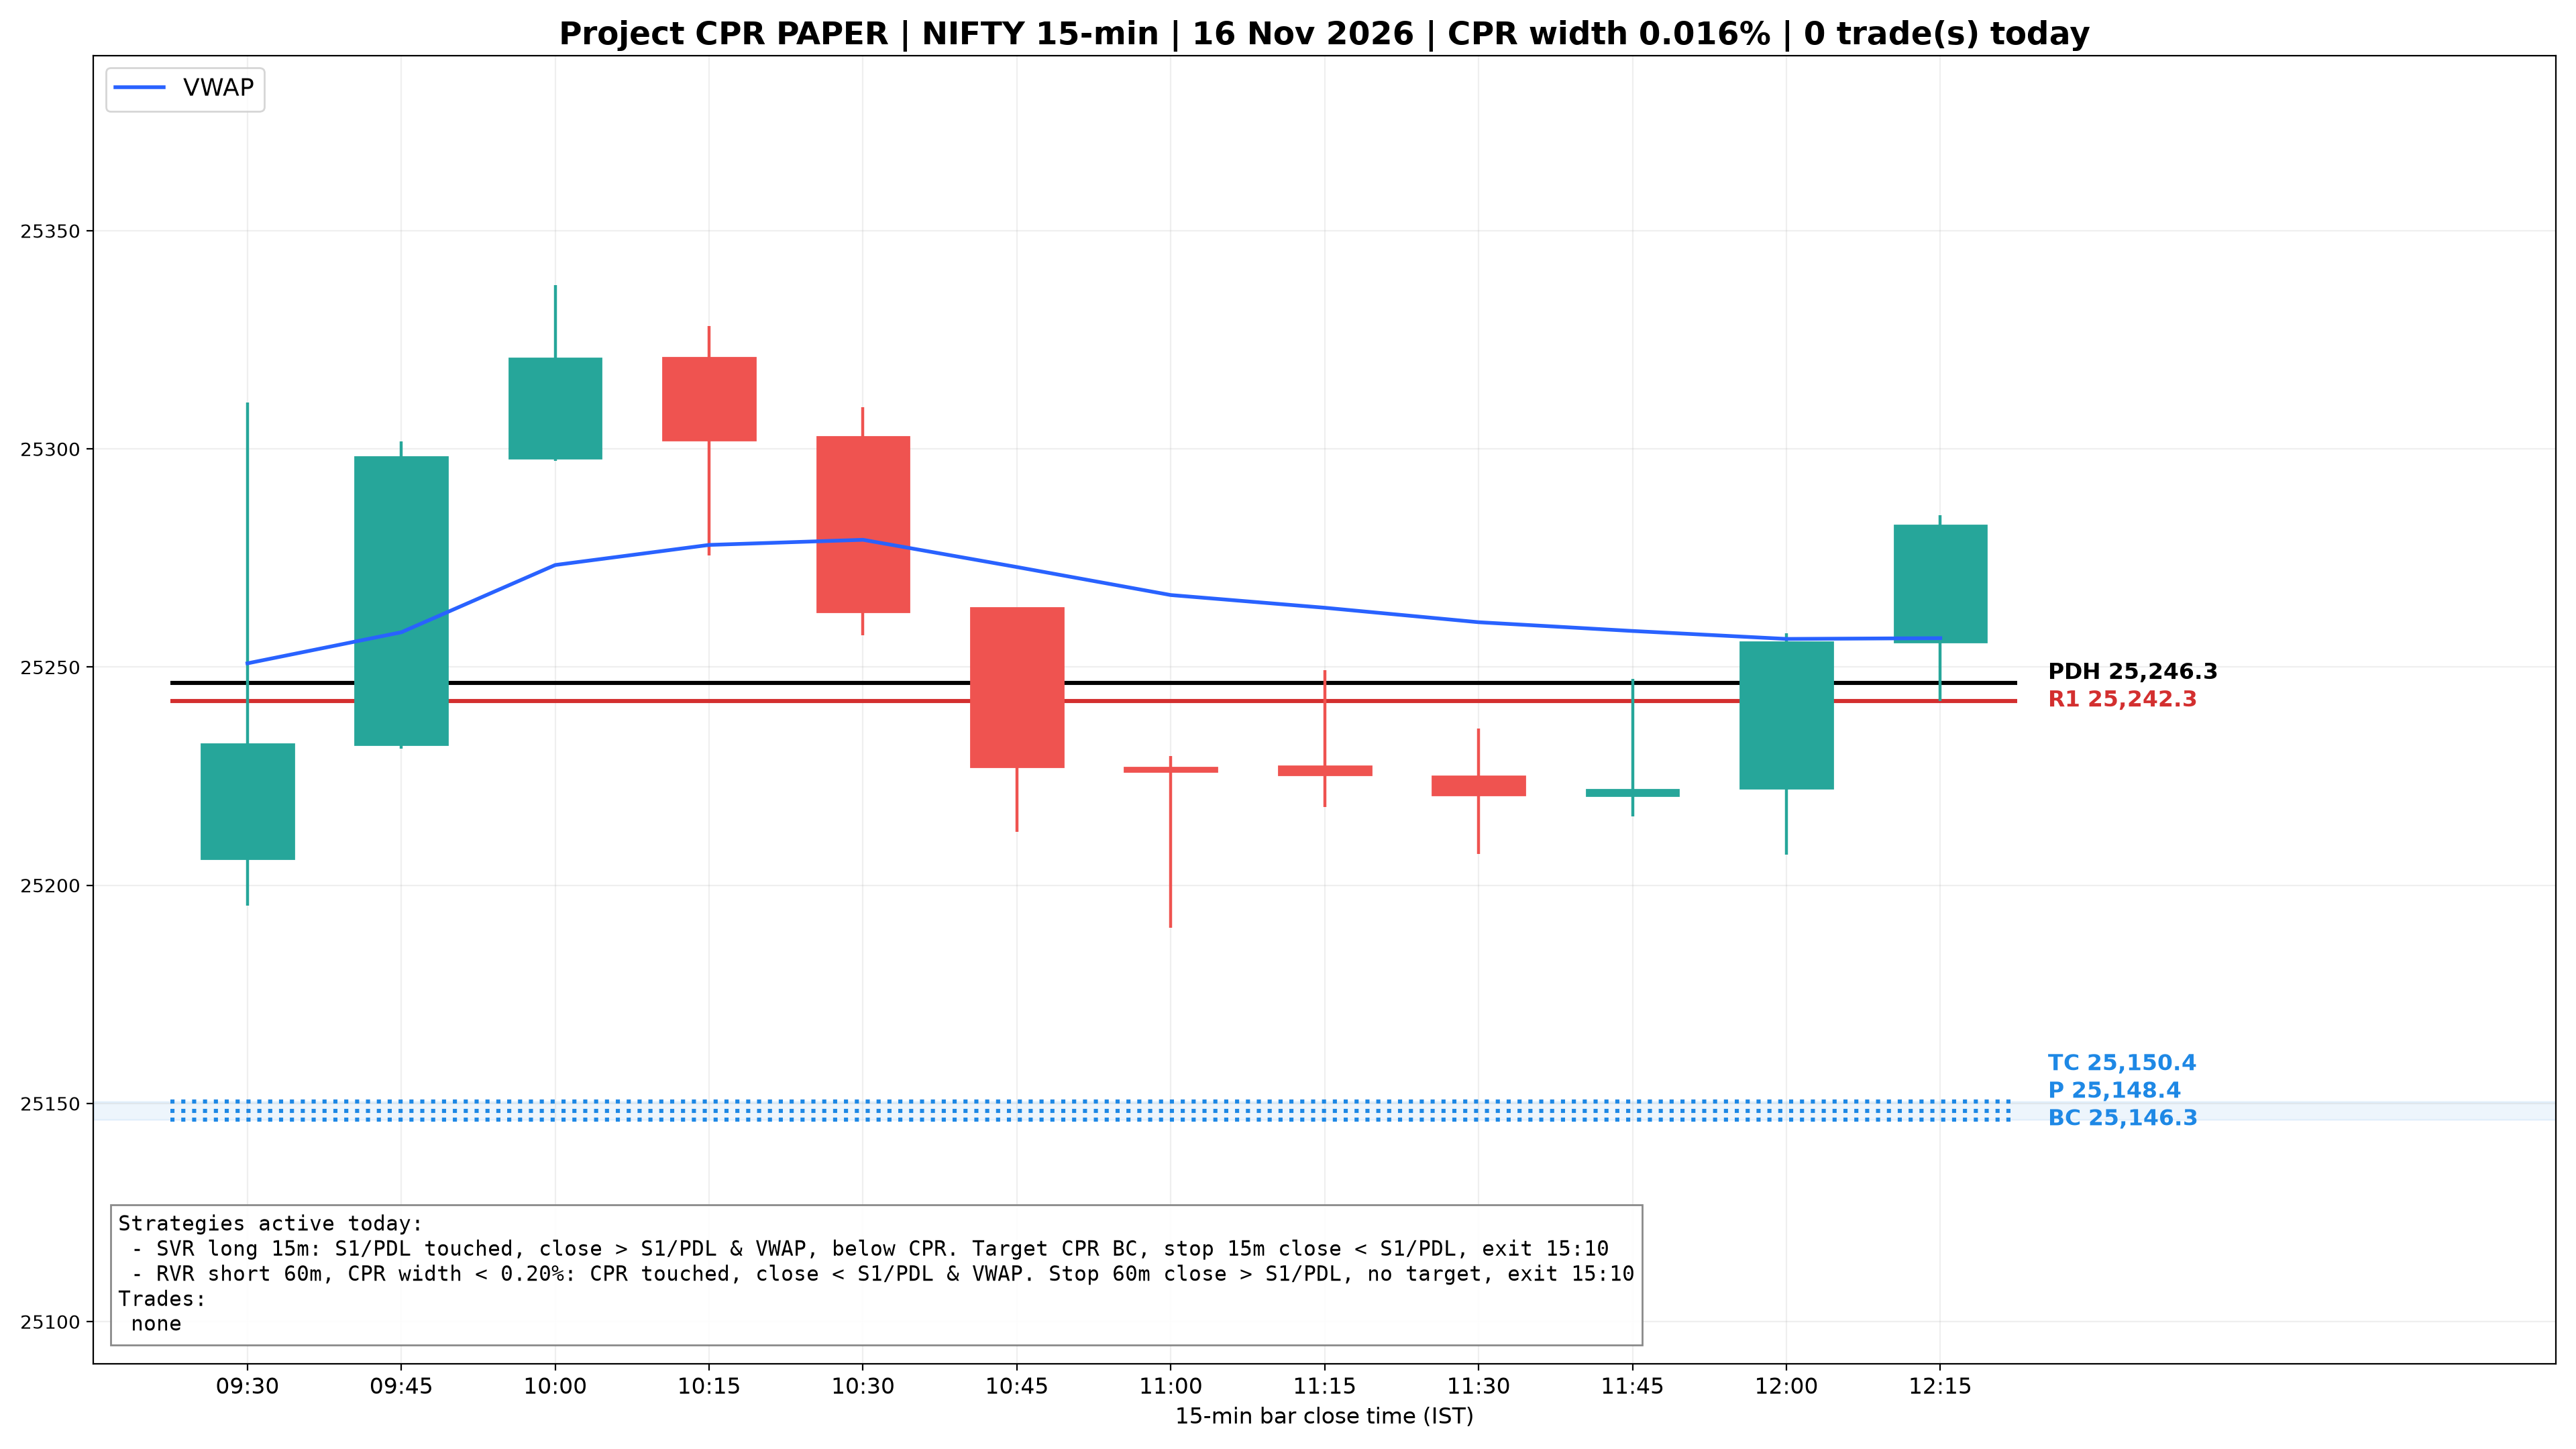 Project CPR PAPER | NIFTY 15-min | 16 Nov 2026 | CPR width 0.016% | 0 trade(s) today
VWAP
25350
25300
25250
25200
25150
25100
PDH 25,246.3
R1 25,242.3
TC 25,150.4
P 25,148.4
BC 25,146.3
Strategies active today:
- SVR long 15m: S1/PDL touched, close > S1/PDL & VWAP, below CPR. Target CPR BC, stop 15m close < S1/PDL, exit 15:10
- RVR short 60m, CPR width < 0.20%: CPR touched, close < S1/PDL & VWAP. Stop 60m close > S1/PDL, no target, exit 15:10
Trades:
none
09:30 09:45 10:00 10:15 10:30 10:45 11:00 11:15 11:30 11:45 12:00 12:15
15-min bar close time (IST)